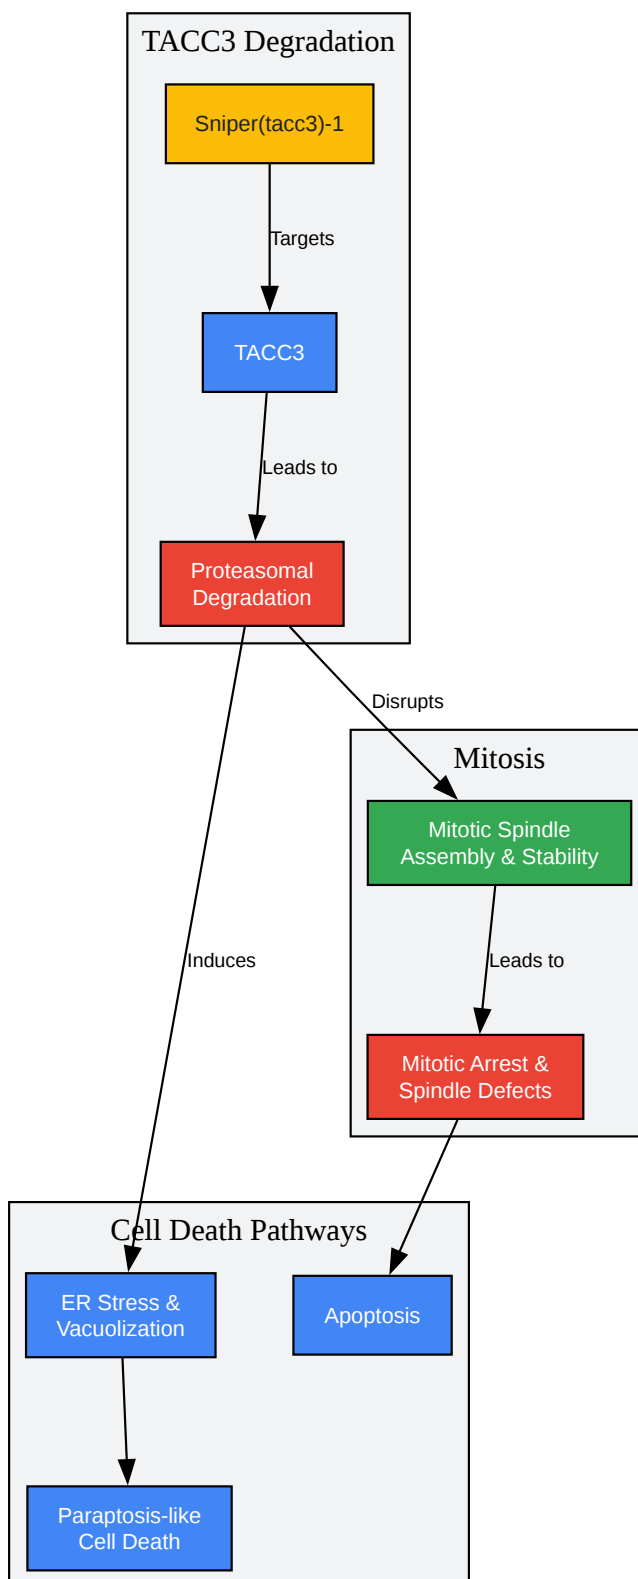 TACC3 Degradation
Sniper(tacc3)-1
Targets
TACC3
Leads to
Proteasomal
Degradation
Disrupts
Mitosis
Mitotic Spindle
Assembly & Stability
Induces
Leads to
Mitotic Arrest &
Spindle Defects
Cell Death Pathways
ER Stress &
Vacuolization
Apoptosis
Paraptosis-like
Cell Death